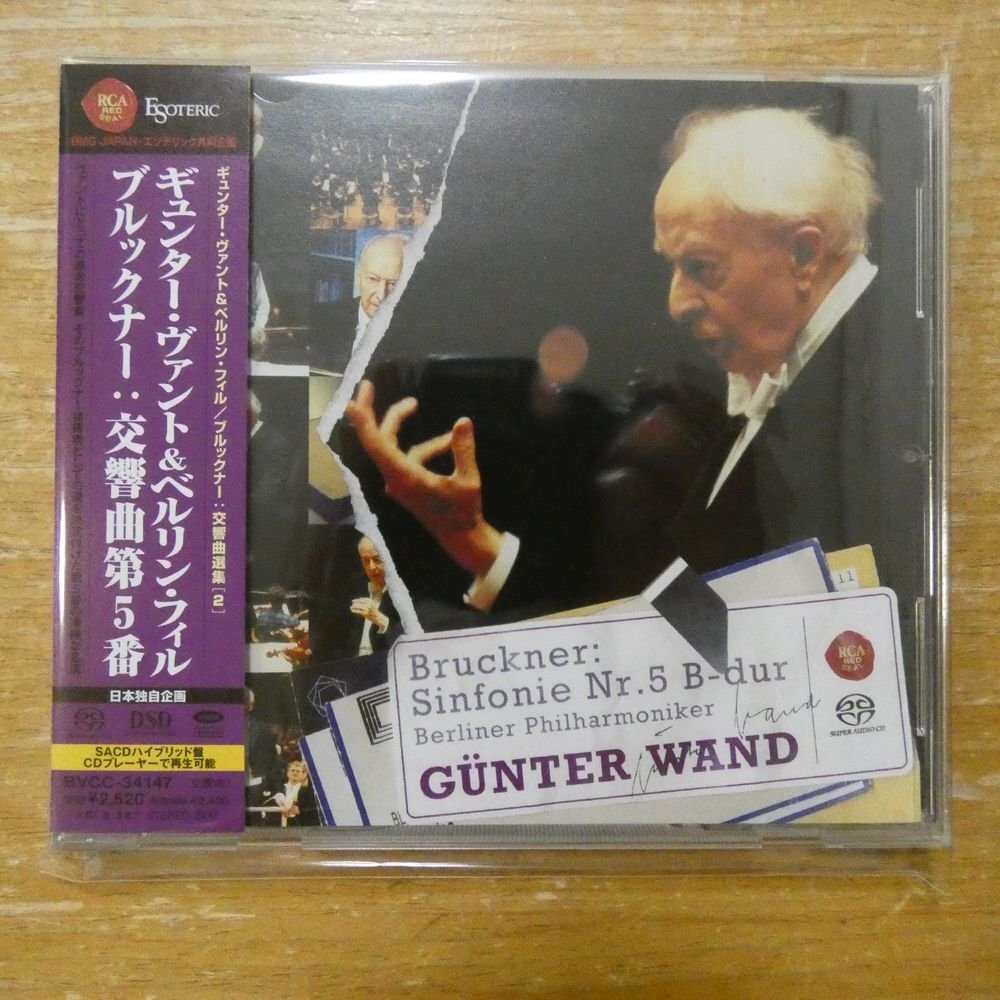 RCA
RED
SEAL
ESOTERIC
BMG JAPAN・エソテリック共同企画
ギュンター・ヴァント&ベルリン・フィル/ブルックナー:交響曲選集[2]
ギュンター・ヴァント&ベルリン・フィル
ブルックナー:交響曲第5番
日本独自企画
DSD
SACDハイブリッド盤
CDプレーヤーで再生可能
BVCC-34147
¥2,520
STEREO
11
Bruckner:
Sinfonie Nr.5 B-dur
Berliner Philharmoniker
GÜNTER WAND
RCA
RED
SEAL
SUPER AUDIO CD